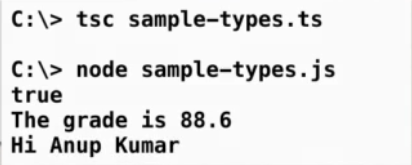 C:\> tsc sample-types.ts
C:\> node sample-types.js
true
The grade is 88.6
Hi Anup Kumar